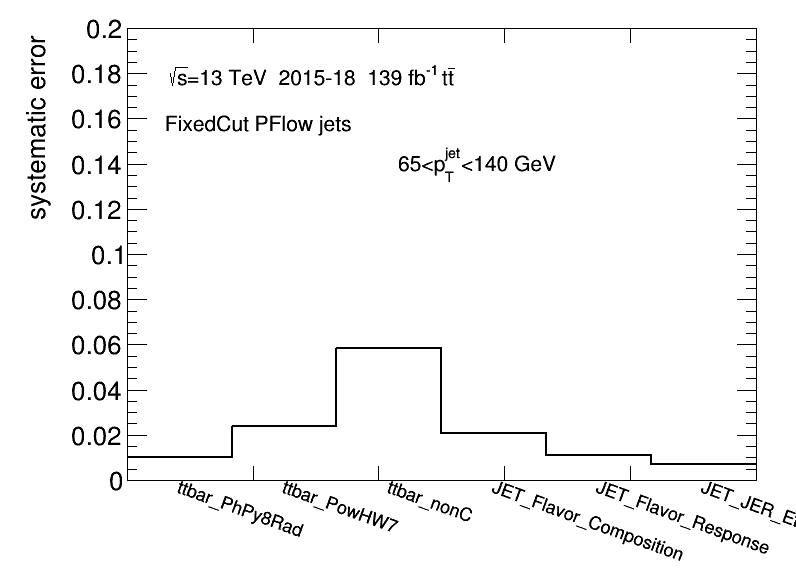 systematic error
0.2
0.18
0.16
0.14
0.12
0.1
0.08
0.06
0.04
0.02
0
√s=13 TeV 2015-18 139 fb⁻¹ tt̄
FixedCut PFlow jets
65<p_T^jet<140 GeV
ttbar_PhPy8Rad
ttbar_PowHW7
ttbar_nonC
JET_Flavor_Composition
JET_Flavor_Response